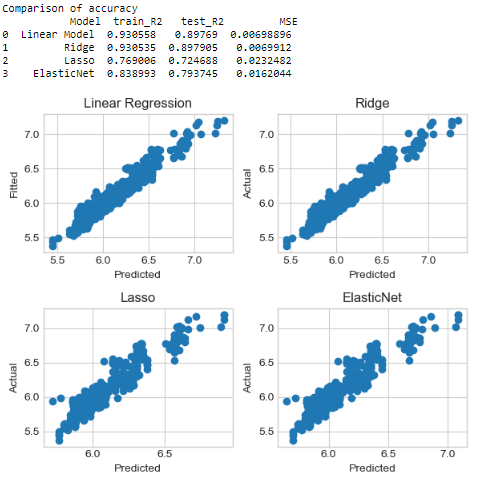 Comparison of accuracy
Model train_R2 test_R2 MSE
0 Linear Model 0.930558 0.89769 0.00698896
1 Ridge 0.930535 0.897905 0.0069912
2 Lasso 0.769006 0.724688 0.0232482
3 ElasticNet 0.838993 0.793745 0.0162044
Linear Regression
Fitted
7.0
6.5
6.0
5.5
5.5 6.0 6.5 7.0
Predicted
Ridge
Actual
7.0
6.5
6.0
5.5
5.5 6.0 6.5 7.0
Predicted
Lasso
Actual
7.0
6.5
6.0
5.5
6.0 6.5
Predicted
ElasticNet
Actual
7.0
6.5
6.0
5.5
6.0 6.5 7.0
Predicted